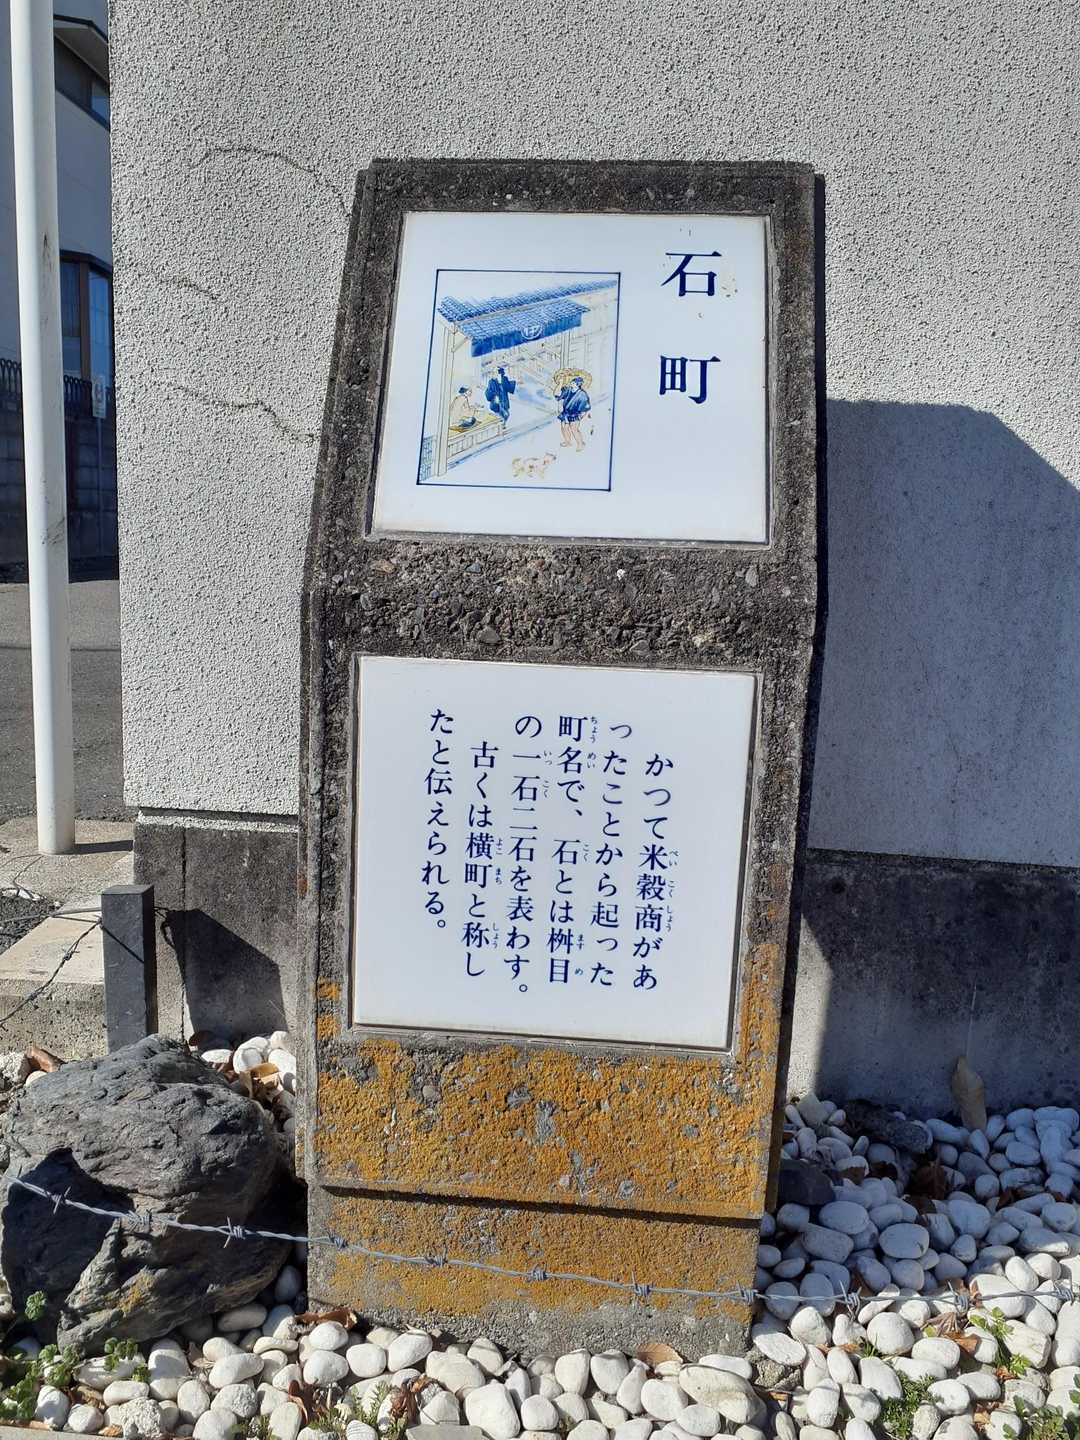 石町
かつて米穀商があ
ったことから起った
町名で、石とは桝目
の一石二石を表わす。
古くは横町と称し
たと伝えられる。